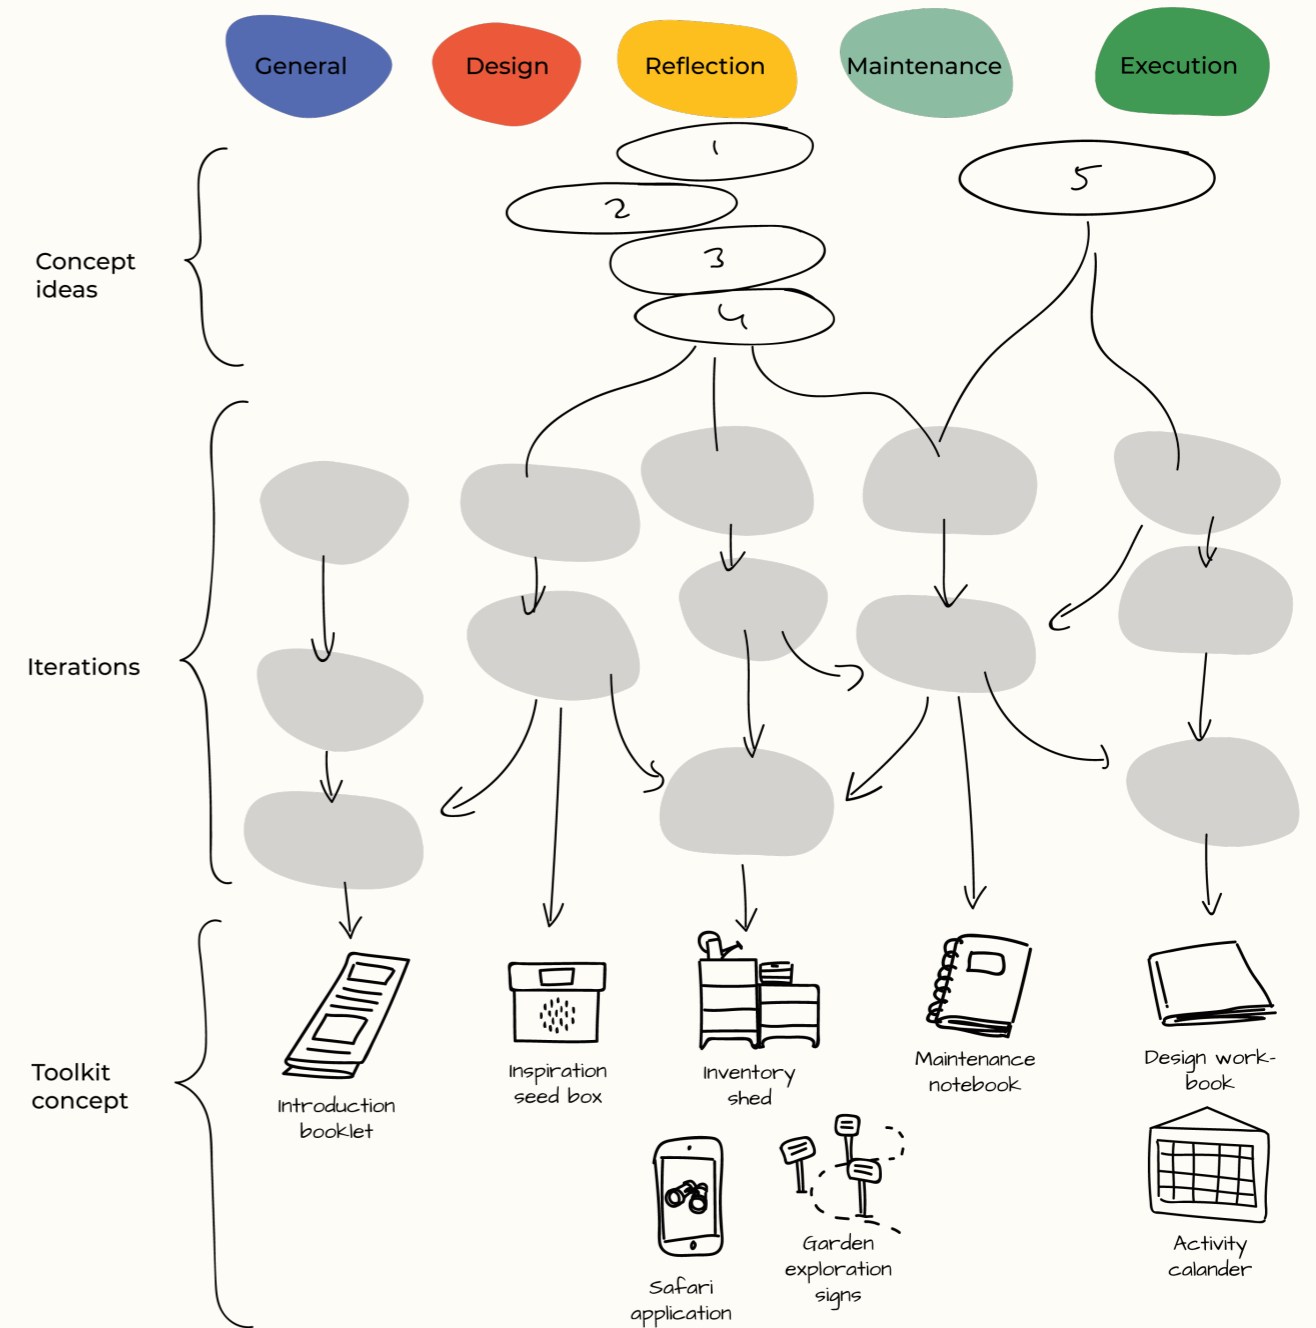 General
Design
Reflection
Maintenance
Execution
1
2
3
4
5
Concept
ideas
Iterations
Toolkit
concept
Introduction
booklet
Inspiration
seed box
Inventory
shed
Maintenance
notebook
Design work-
book
Safari
application
Garden
exploration
signs
Activity
calander